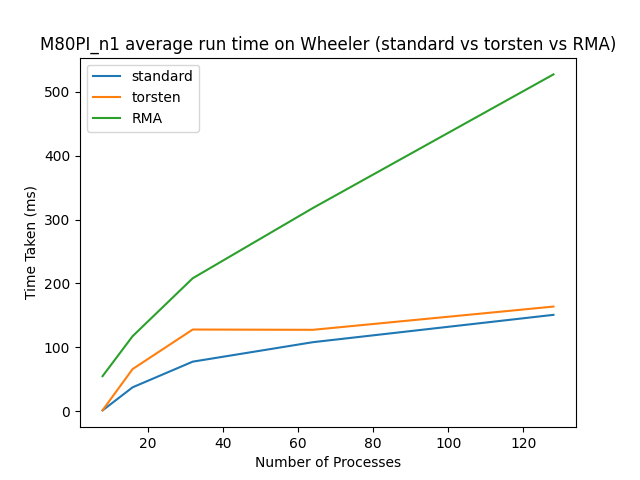 M80PI_n1 average run time on Wheeler (standard vs torsten vs RMA)
standard
torsten
RMA
500
400
300
200
100
0
Time Taken (ms)
20 40 60 80 100 120
Number of Processes